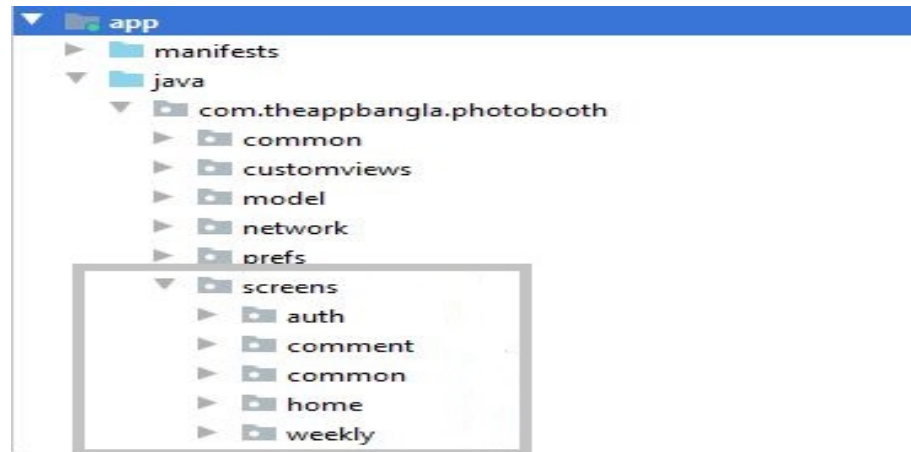 app
manifests
java
com.theappbangla.photobooth
common
customviews
model
network
prefs
screens
auth
comment
common
home
weekly